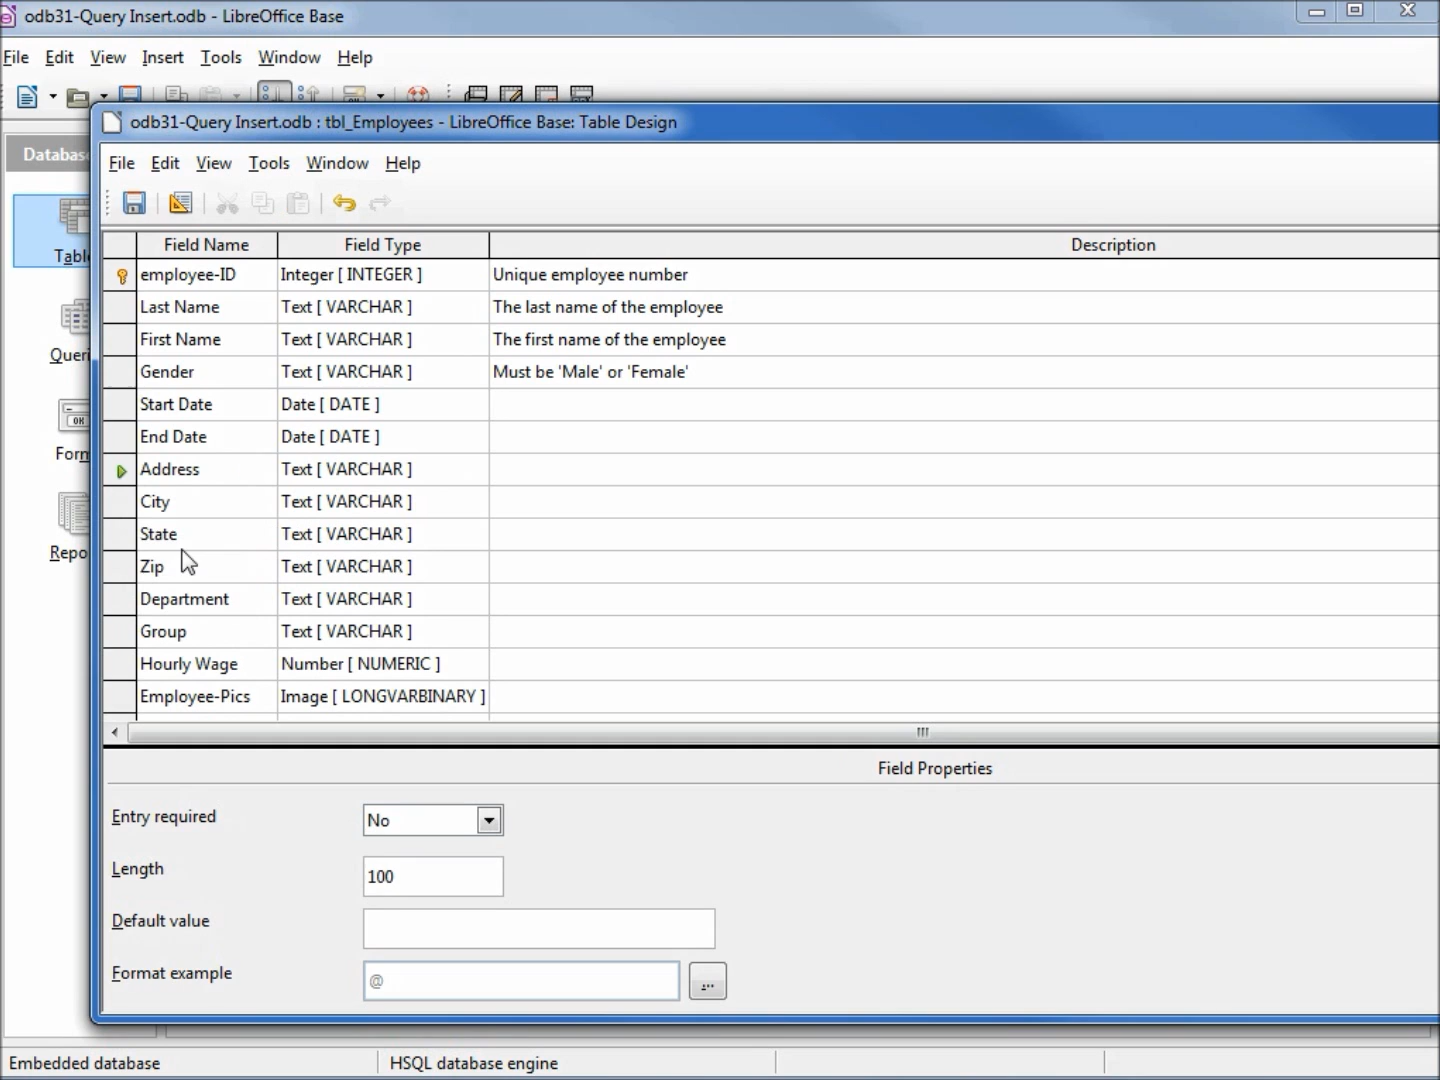 odb31-Query Insert.odb - LibreOffice Base
File Edit View Insert Tools Window Help
odb31-Query Insert.odb : tbl_Employees - LibreOffice Base: Table Design
Databas
File Edit View Tools Window Help
Field Name Field Type Description
employee-ID Integer [ INTEGER ] Unique employee number
Tabl
Last Name Text [ VARCHAR ] The last name of the employee
First Name Text [ VARCHAR ] The first name of the employee
Queri
Gender Text [ VARCHAR ] Must be 'Male' or 'Female'
Start Date Date [ DATE ]
OK
End Date Date [ DATE ]
Form
Address Text [ VARCHAR ]
City Text [ VARCHAR ]
State Text [ VARCHAR ]
Repo
Zip Text [ VARCHAR ]
Department Text [ VARCHAR ]
Group Text [ VARCHAR ]
Hourly Wage Number [ NUMERIC ]
Employee-Pics Image [ LONGVARBINARY ]
Field Properties
Entry required No
Length 100
Default value
Format example @ ...
Embedded database HSQL database engine